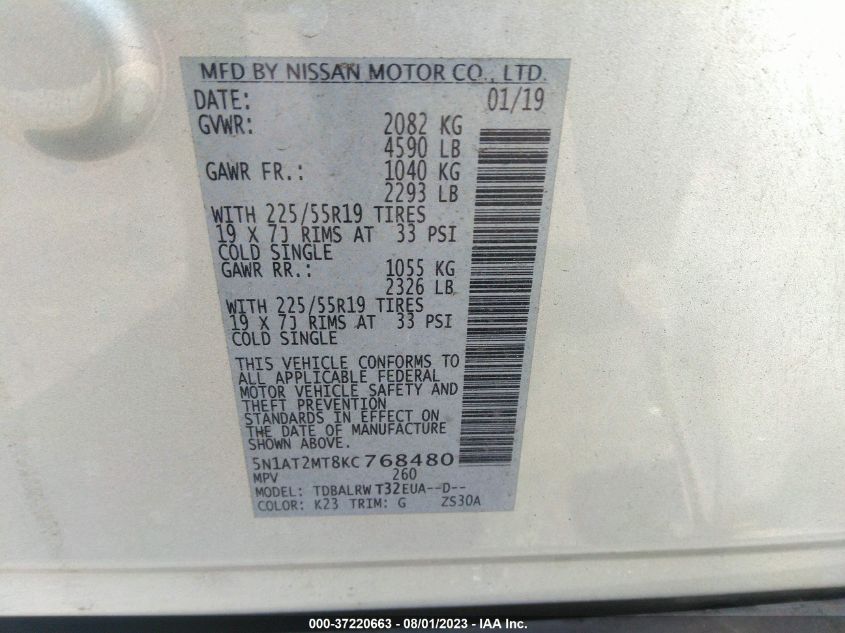 MFD BY NISSAN MOTOR CO., LTD.
DATE: 01/19
GVWR: 2082 KG
4590 LB
GAWR FR.: 1040 KG
2293 LB
WITH 225/55R19 TIRES
19 X 7J RIMS AT 33 PSI
COLD SINGLE
GAWR RR.: 1055 KG
2326 LB
WITH 225/55R19 TIRES
19 X 7J RIMS AT 33 PSI
COLD SINGLE
THIS VEHICLE CONFORMS TO
ALL APPLICABLE FEDERAL
MOTOR VEHICLE SAFETY AND
THEFT PREVENTION
STANDARDS IN EFFECT ON
THE DATE OF MANUFACTURE
SHOWN ABOVE.
5N1AT2MT8KC768480
MPV 260
MODEL: TDBALRW T32EUA--D--
COLOR: K23 TRIM: G ZS30A
000-37220663 - 08/01/2023 - IAA Inc.